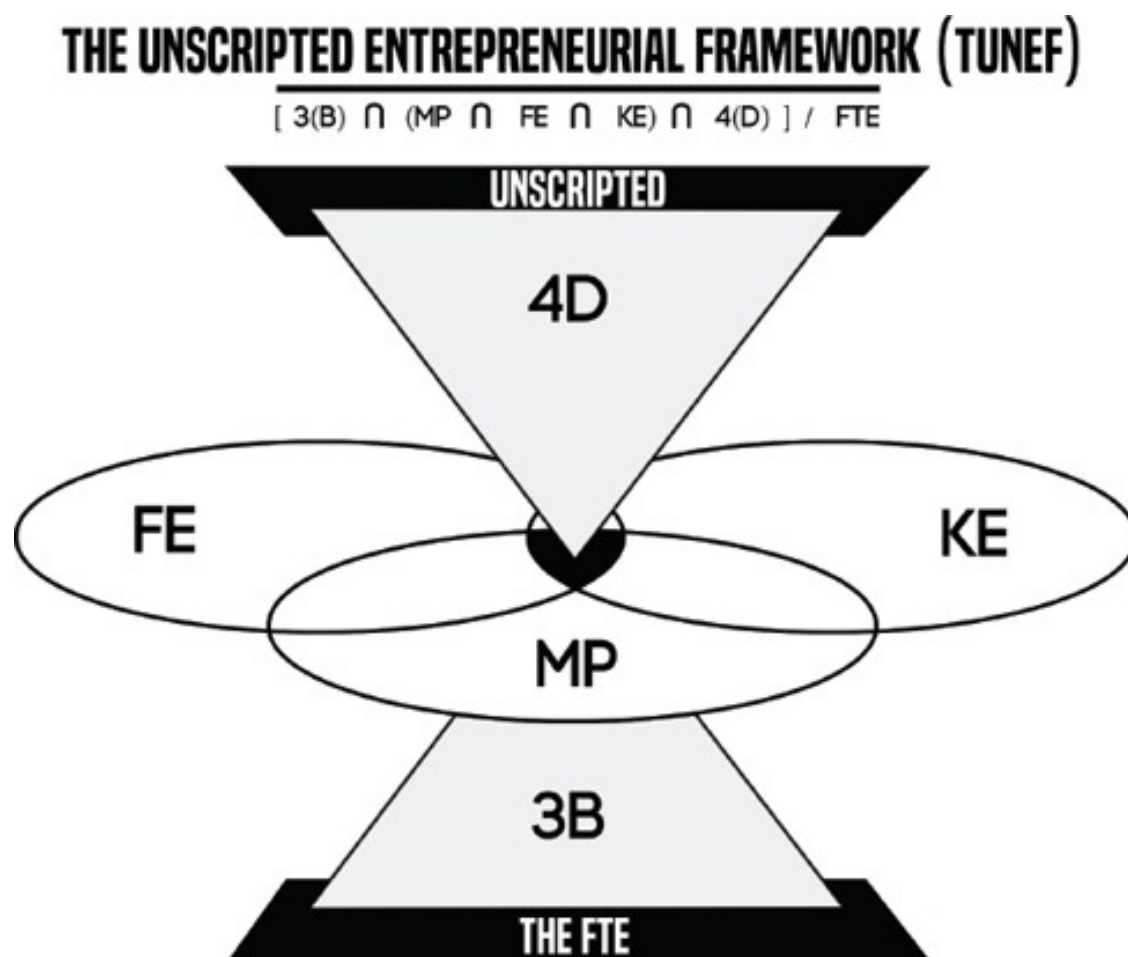 THE UNSCRIPTED ENTREPRENEURIAL FRAMEWORK (TUNEF)
[ 3(B) ∩ (MP ∩ FE ∩ KE) ∩ 4(D) ] / FTE
UNSCRIPTED
4D
FE
KE
MP
3B
THE FTE